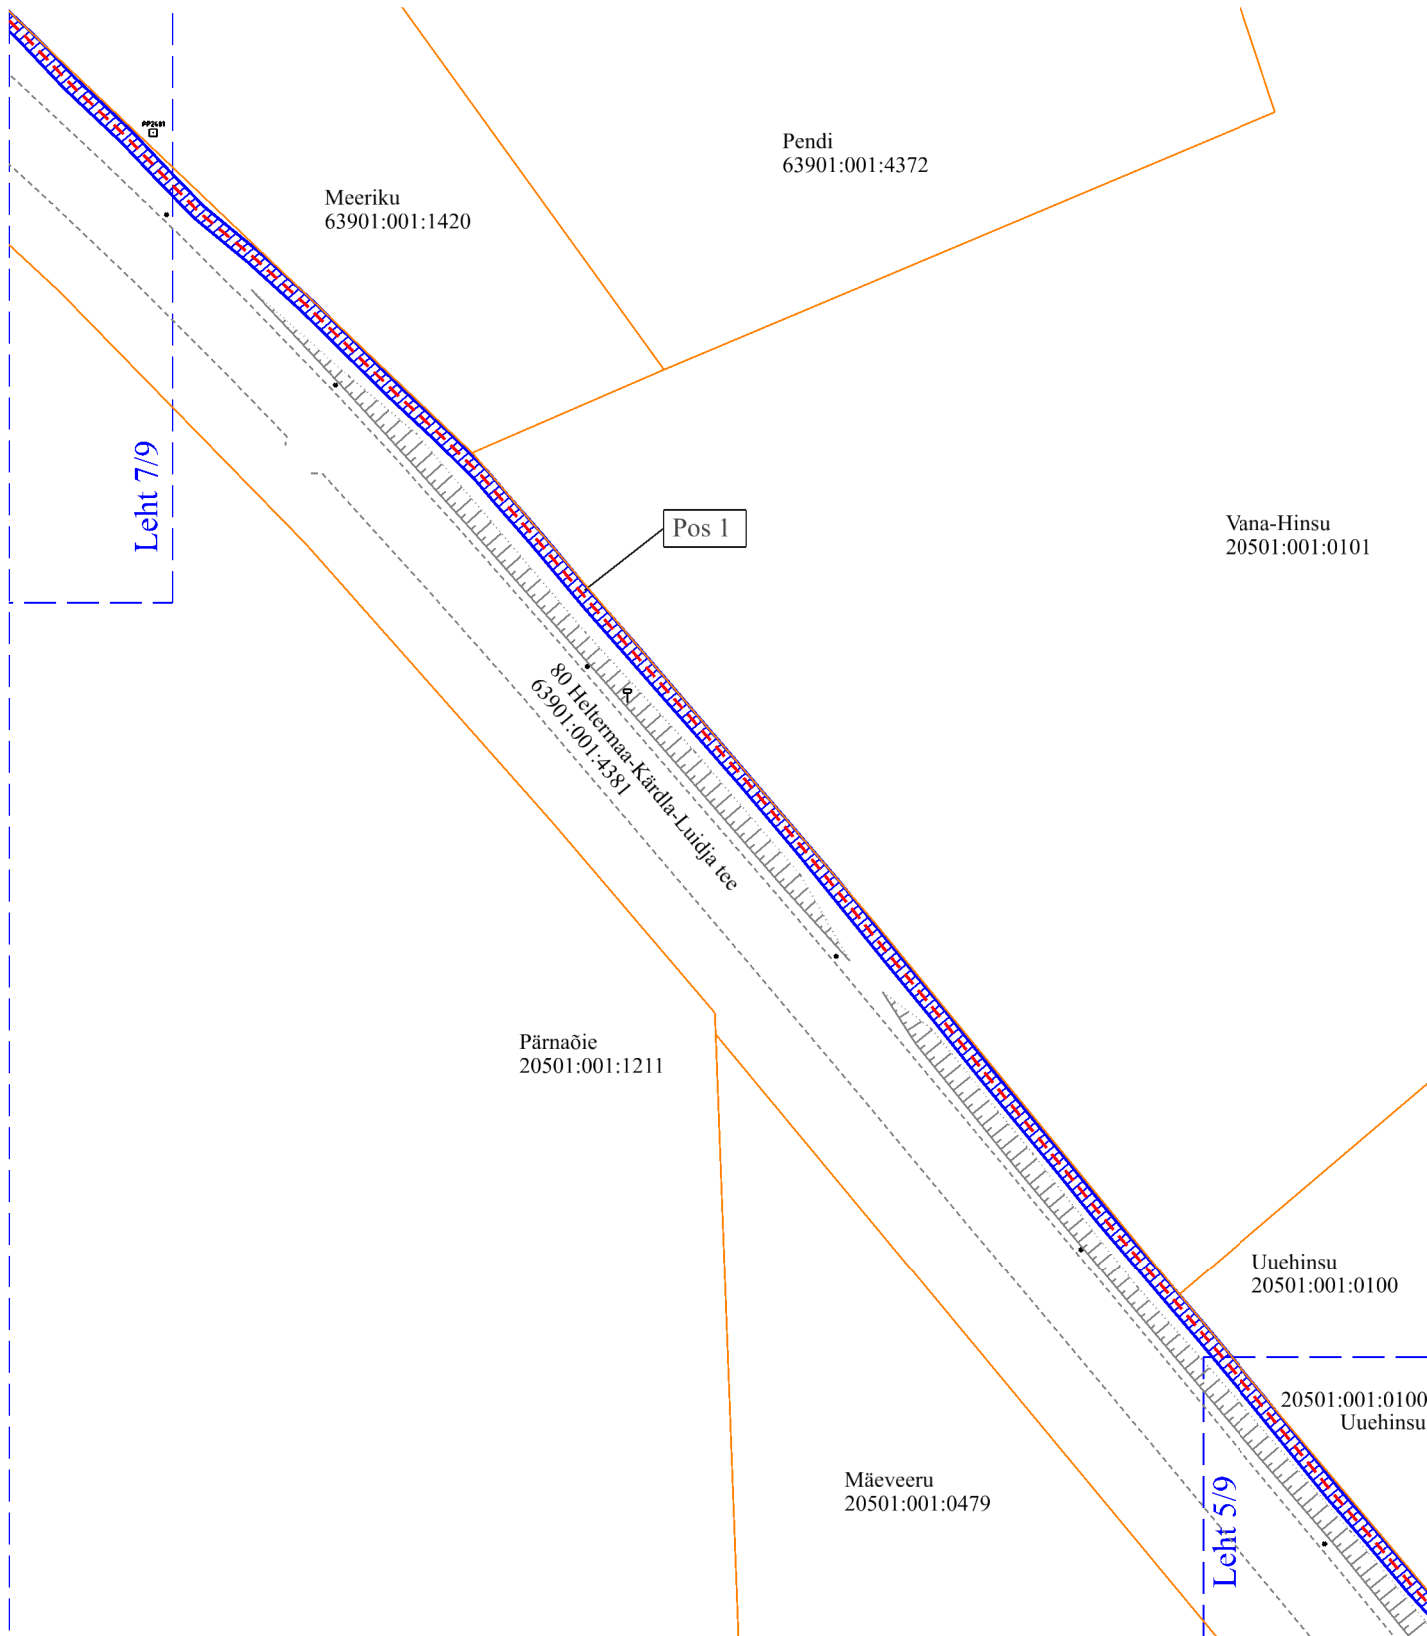 PP2681
Pendi
63901:001:4372
Meeriku
63901:001:1420
Leht 7/9
Pos 1
Vana-Hinsu
20501:001:0101
80 Heltermaa-Kärdla-Luidja tee
63901:001:4381
Pärnaõie
20501:001:1211
Uuehinsu
20501:001:0100
20501:001:0100
Uuehinsu
Mäeveeru
20501:001:0479
Leht 5/9